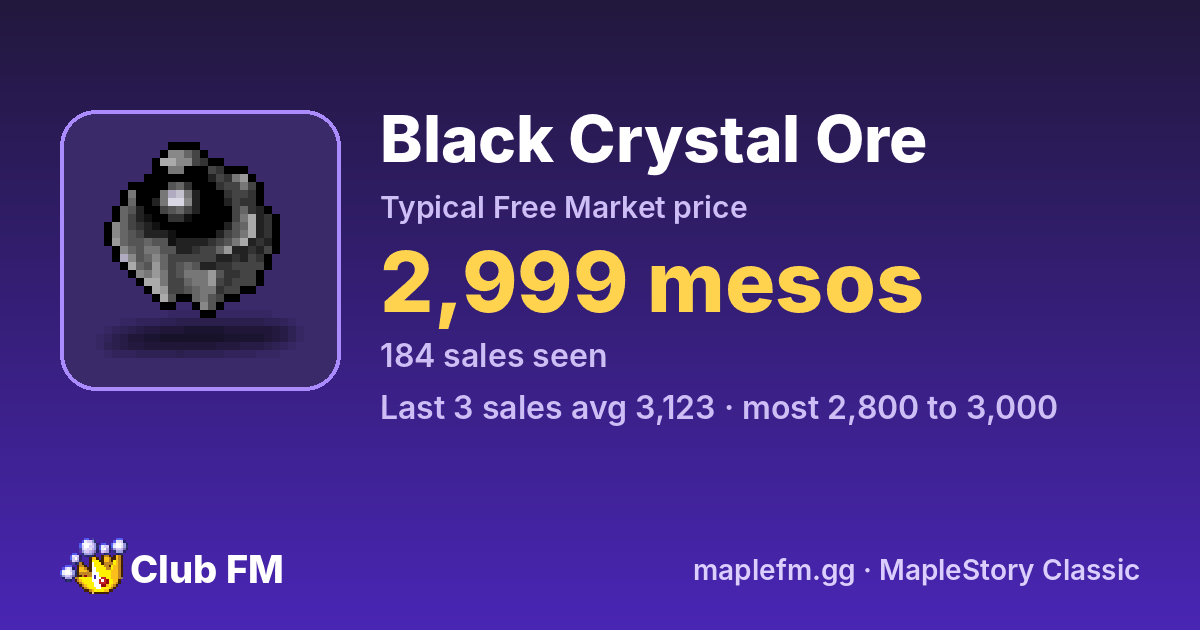 Black Crystal Ore
Typical Free Market price
2,999 mesos
184 sales seen
Last 3 sales avg 3,123 · most 2,800 to 3,000
Club FM
maplefm.gg · MapleStory Classic